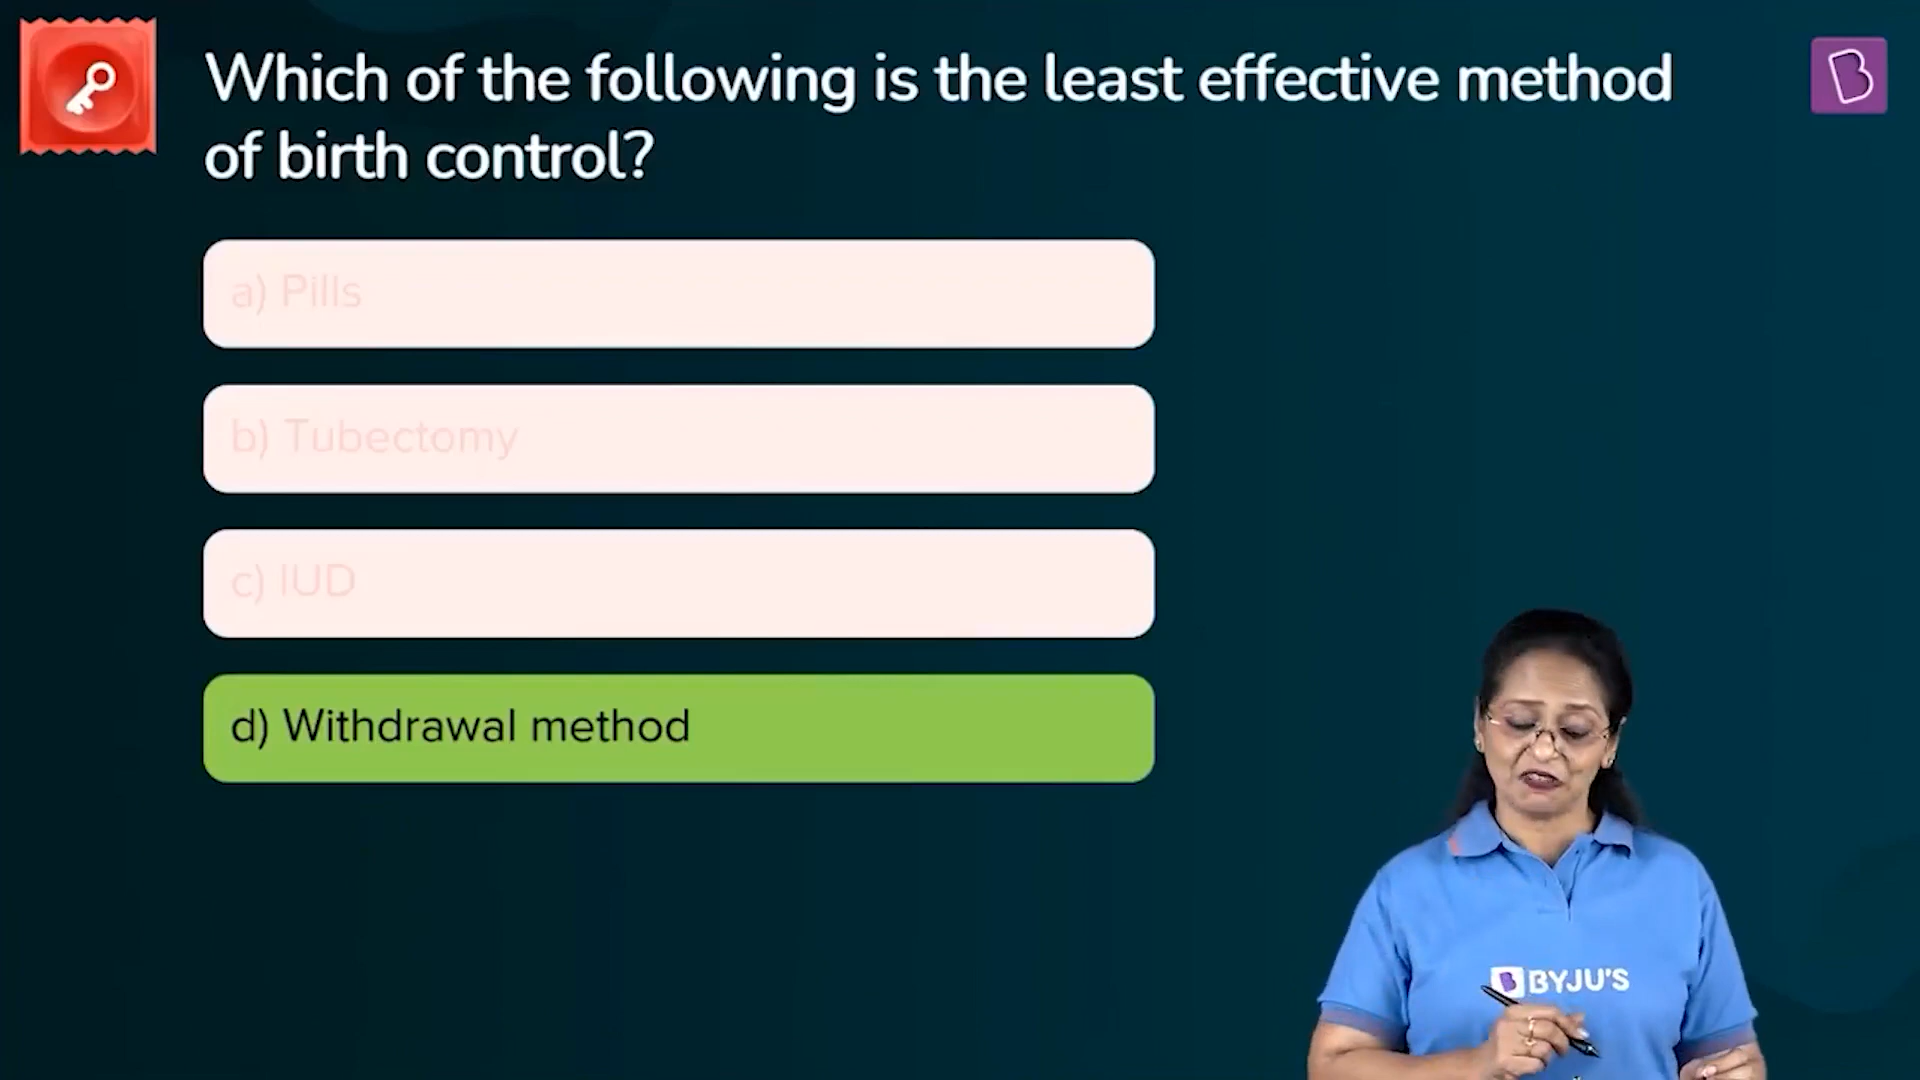 Which of the following is the least effective method
of birth control?
a) Pills
b) Tubectomy
c) IUD
d) Withdrawal method
BYJU'S